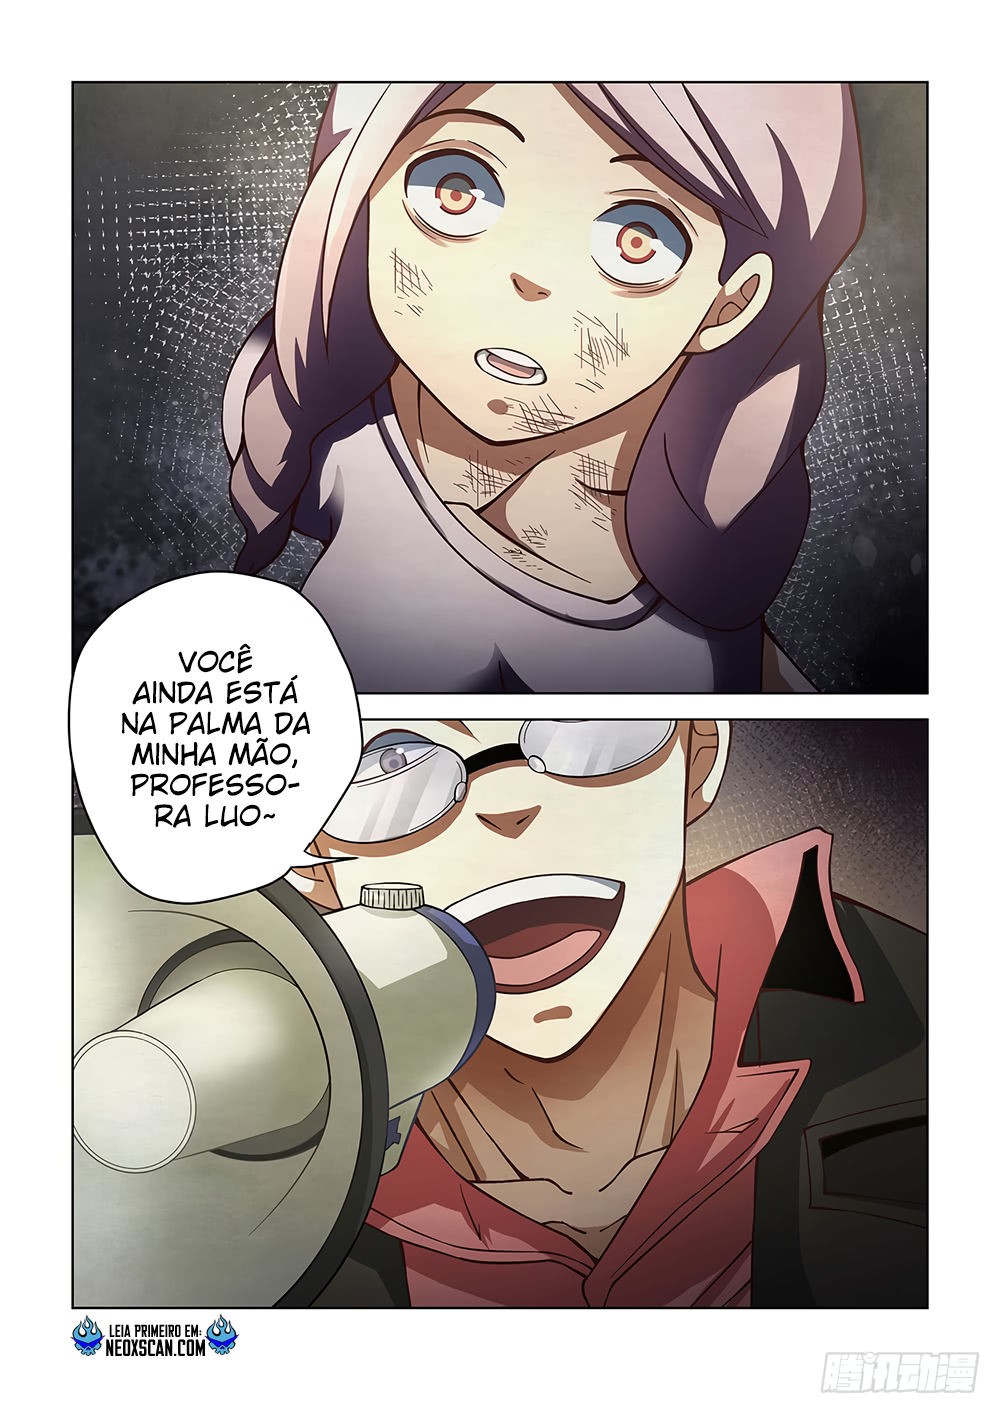 VOCÊ
AINDA ESTÁ
NA PALMA DA
MINHA MÃO,
PROFESSO-
RA LUO~
LEIA PRIMEIRO EM:
NEOXSCAN.COM
腾讯动漫